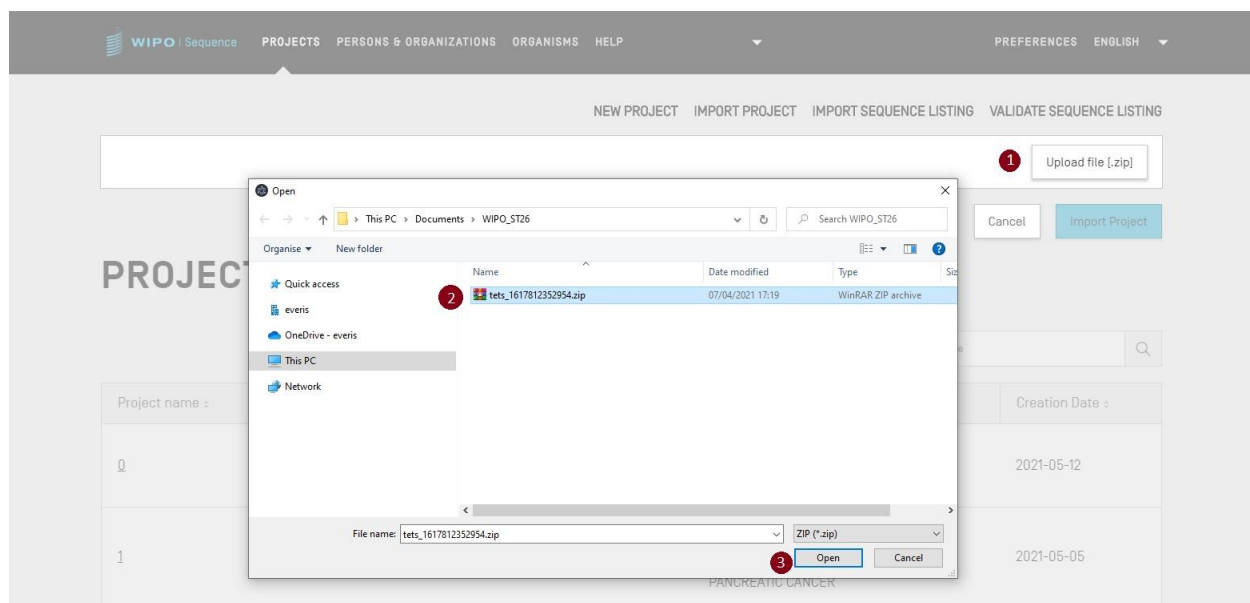 WIPO | Sequence PROJECTS PERSONS & ORGANIZATIONS ORGANISMS HELP PREFERENCES ENGLISH
NEW PROJECT IMPORT PROJECT IMPORT SEQUENCE LISTING VALIDATE SEQUENCE LISTING
1 Upload file [.zip]
Open
This PC > Documents > WIPO_ST26 Search WIPO_ST26
Cancel Import Project
Organise New folder
PROJEC
Name Date modified Type Siz
Quick access
2 tets_1617812352954.zip 07/04/2021 17:19 WinRAR ZIP archive
everis
OneDrive - everis
This PC
Network
Project name Creation Date
0 2021-05-12
File name: tets_1617812352954.zip ZIP (*.zip)
1 3 Open Cancel 2021-05-05
PANCREATIC CANCER